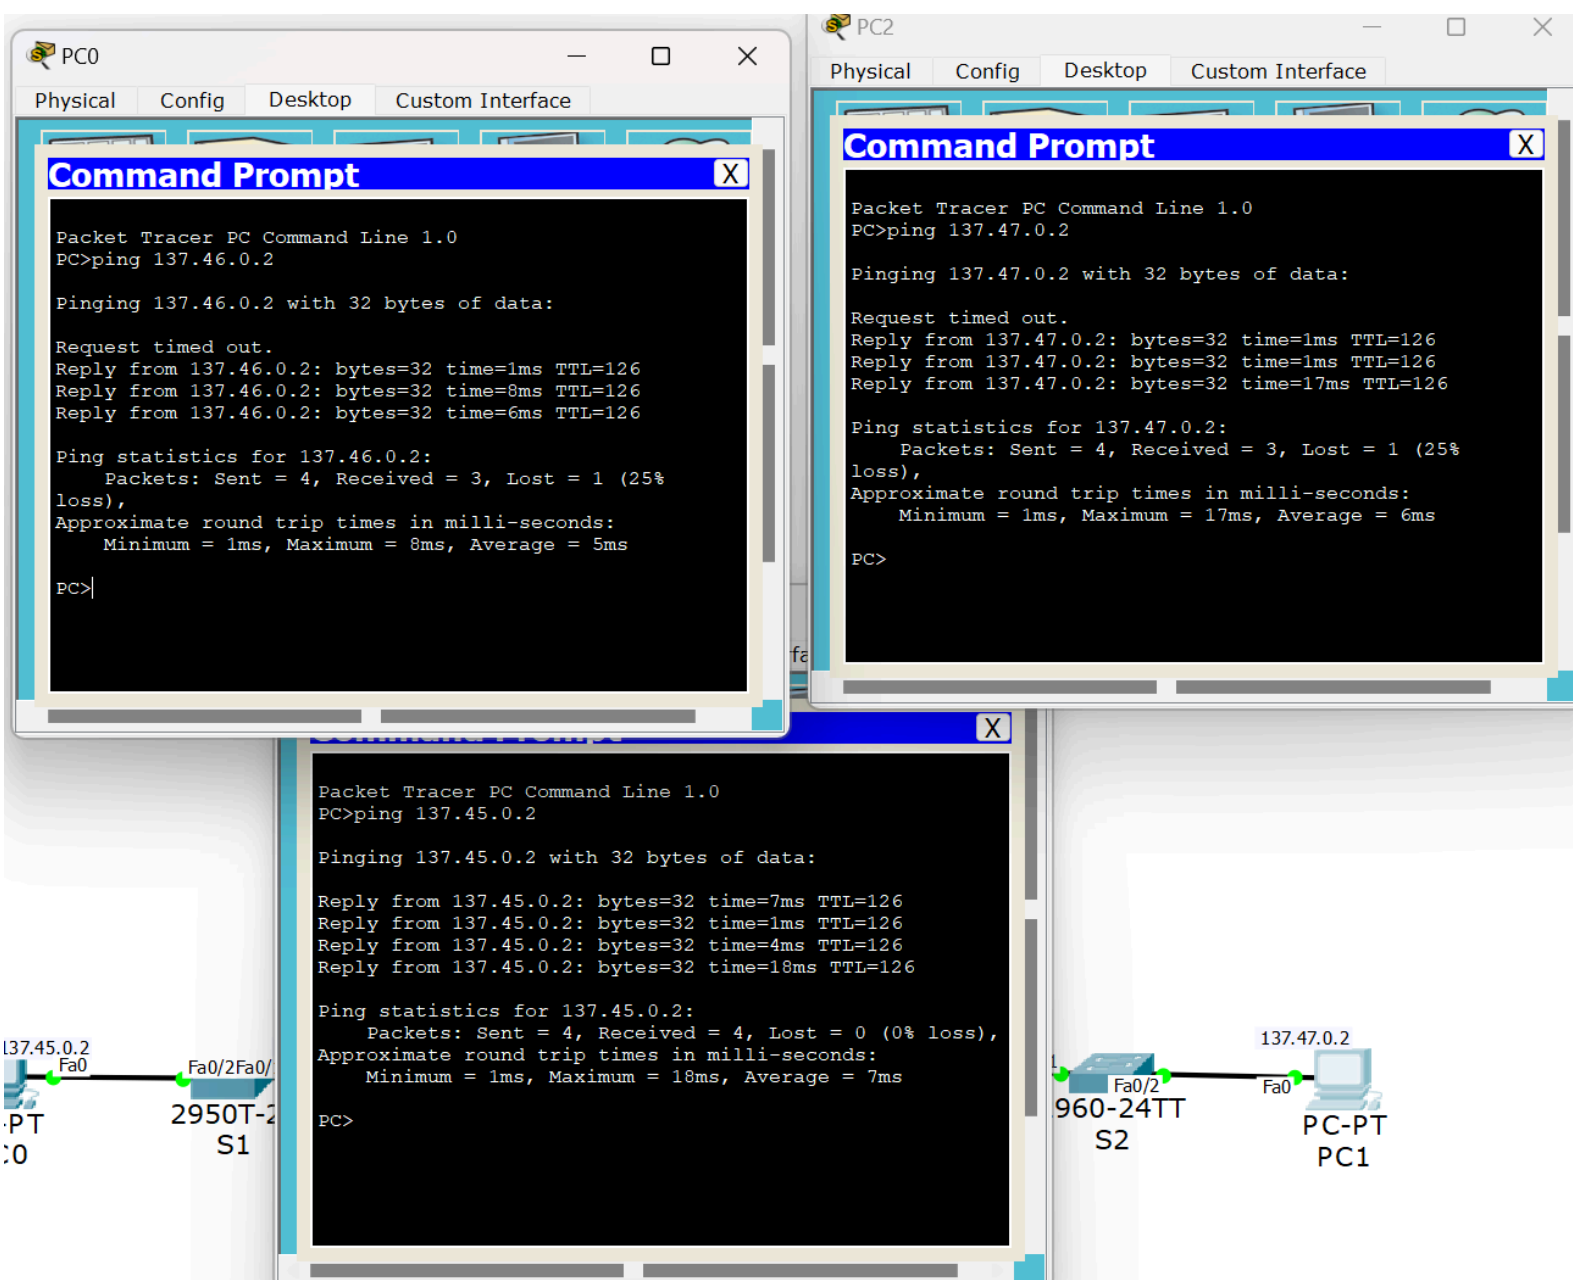 PC0
Physical Config Desktop Custom Interface
Command Prompt X
Packet Tracer PC Command Line 1.0
PC>ping 137.46.0.2
Pinging 137.46.0.2 with 32 bytes of data:
Request timed out.
Reply from 137.46.0.2: bytes=32 time=1ms TTL=126
Reply from 137.46.0.2: bytes=32 time=8ms TTL=126
Reply from 137.46.0.2: bytes=32 time=6ms TTL=126
Ping statistics for 137.46.0.2:
Packets: Sent = 4, Received = 3, Lost = 1 (25%
loss),
Approximate round trip times in milli-seconds:
Minimum = 1ms, Maximum = 8ms, Average = 5ms
PC>
PC2
Physical Config Desktop Custom Interface
Command Prompt X
Packet Tracer PC Command Line 1.0
PC>ping 137.47.0.2
Pinging 137.47.0.2 with 32 bytes of data:
Request timed out.
Reply from 137.47.0.2: bytes=32 time=1ms TTL=126
Reply from 137.47.0.2: bytes=32 time=1ms TTL=126
Reply from 137.47.0.2: bytes=32 time=17ms TTL=126
Ping statistics for 137.47.0.2:
Packets: Sent = 4, Received = 3, Lost = 1 (25%
loss),
Approximate round trip times in milli-seconds:
Minimum = 1ms, Maximum = 17ms, Average = 6ms
PC>
fa
Command Prompt X
Packet Tracer PC Command Line 1.0
PC>ping 137.45.0.2
Pinging 137.45.0.2 with 32 bytes of data:
Reply from 137.45.0.2: bytes=32 time=7ms TTL=126
Reply from 137.45.0.2: bytes=32 time=1ms TTL=126
Reply from 137.45.0.2: bytes=32 time=4ms TTL=126
Reply from 137.45.0.2: bytes=32 time=18ms TTL=126
Ping statistics for 137.45.0.2:
Packets: Sent = 4, Received = 4, Lost = 0 (0% loss),
Approximate round trip times in milli-seconds:
Minimum = 1ms, Maximum = 18ms, Average = 7ms
PC>
137.45.0.2
Fa0
Fa0/2Fa0/
-PT
C0
2950T-2
S1
1
Fa0/2
960-24TT
S2
137.47.0.2
Fa0
PC-PT
PC1